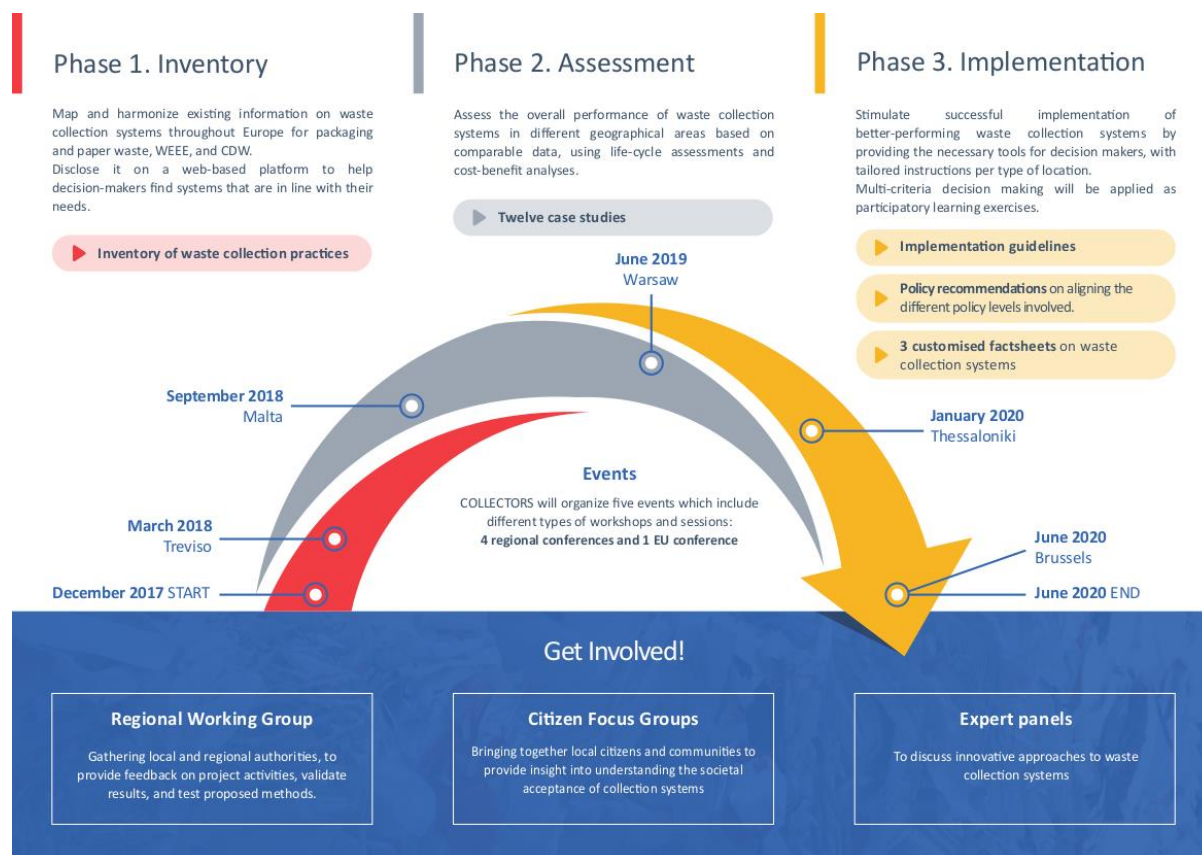 Phase 1. Inventory
Map and harmonize existing information on waste
collection systems throughout Europe for packaging
and paper waste, WEEE, and CDW.
Disclose it on a web-based platform to help
decision-makers find systems that are in line with their
needs.
Inventory of waste collection practices
Phase 2. Assessment
Assess the overall performance of waste collection
systems in different geographical areas based on
comparable data, using life-cycle assessments and
cost-benefit analyses.
Twelve case studies
Phase 3. Implementation
Stimulate successful implementation of
better-performing waste collection systems by
providing the necessary tools for decision makers, with
tailored instructions per type of location.
Multi-criteria decision making will be applied as
participatory learning exercises.
Implementation guidelines
Policy recommendations on aligning the
different policy levels involved.
3 customised factsheets on waste
collection systems
December 2017 START
March 2018
Treviso
September 2018
Malta
June 2019
Warsaw
January 2020
Thessaloniki
June 2020
Brussels
June 2020 END
Events
COLLECTORS will organize five events which include
different types of workshops and sessions:
4 regional conferences and 1 EU conference
Get Involved!
Regional Working Group
Gathering local and regional authorities, to
provide feedback on project activities, validate
results, and test proposed methods.
Citizen Focus Groups
Bringing together local citizens and communities to
provide insight into understanding the societal
acceptance of collection systems
Expert panels
To discuss innovative approaches to waste
collection systems